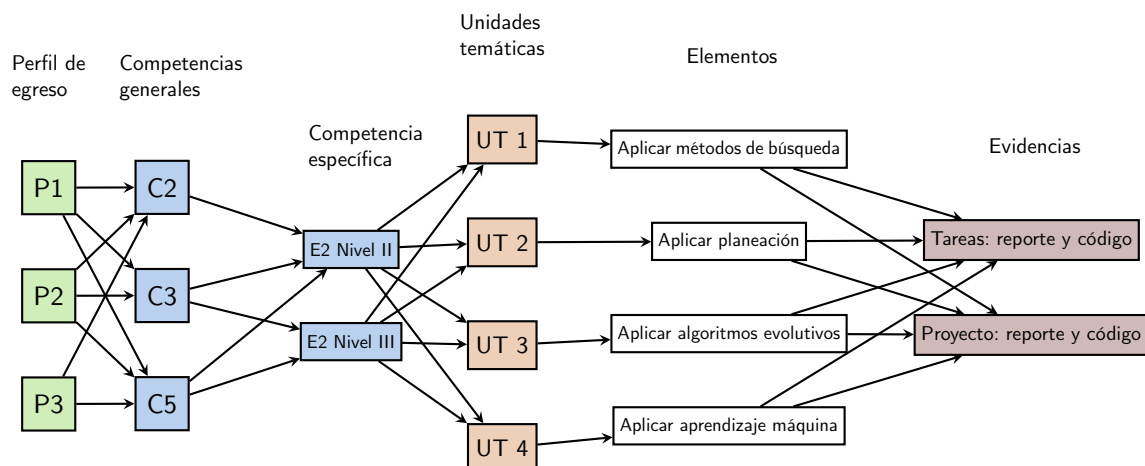 Unidades
temáticas
Perfil de
egreso
Competencias
generales
Elementos
Competencia
específica
Evidencias
P1
P2
P3
C2
C3
C5
E2 Nivel II
E2 Nivel III
UT 1
UT 2
UT 3
UT 4
Aplicar métodos de búsqueda
Aplicar planeación
Aplicar algoritmos evolutivos
Aplicar aprendizaje máquina
Tareas: reporte y código
Proyecto: reporte y código